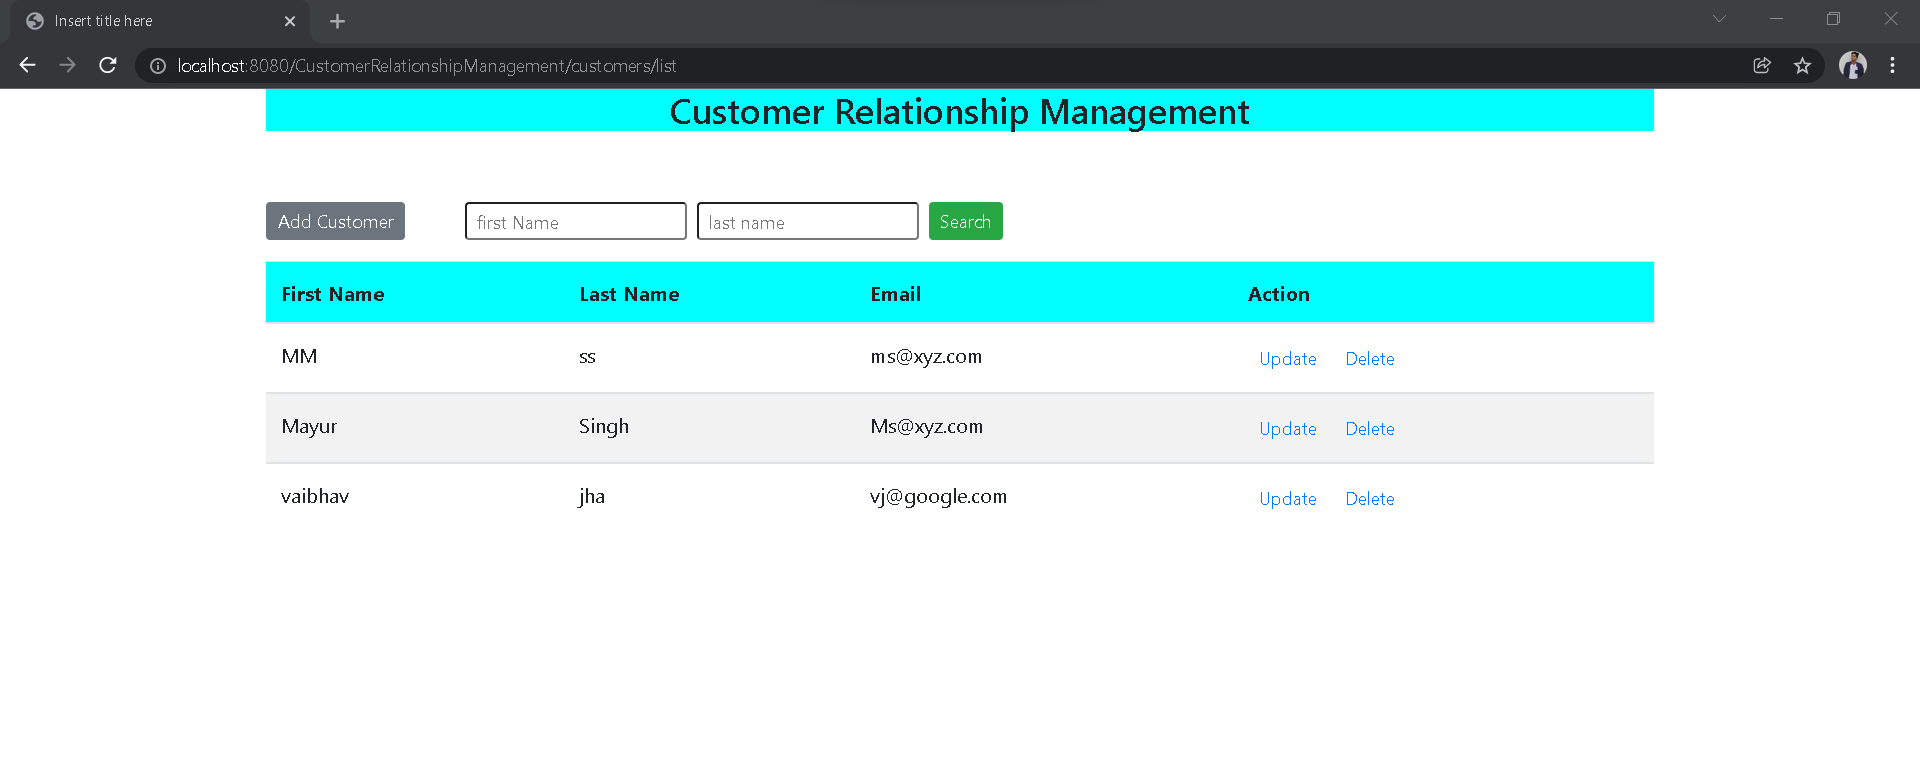 Insert title here
localhost:8080/CustomerRelationshipManagement/customers/list
Customer Relationship Management
Add Customer first Name last name Search
First Name Last Name Email Action
MM ss ms@xyz.com Update Delete
Mayur Singh Ms@xyz.com Update Delete
vaibhav jha vj@google.com Update Delete